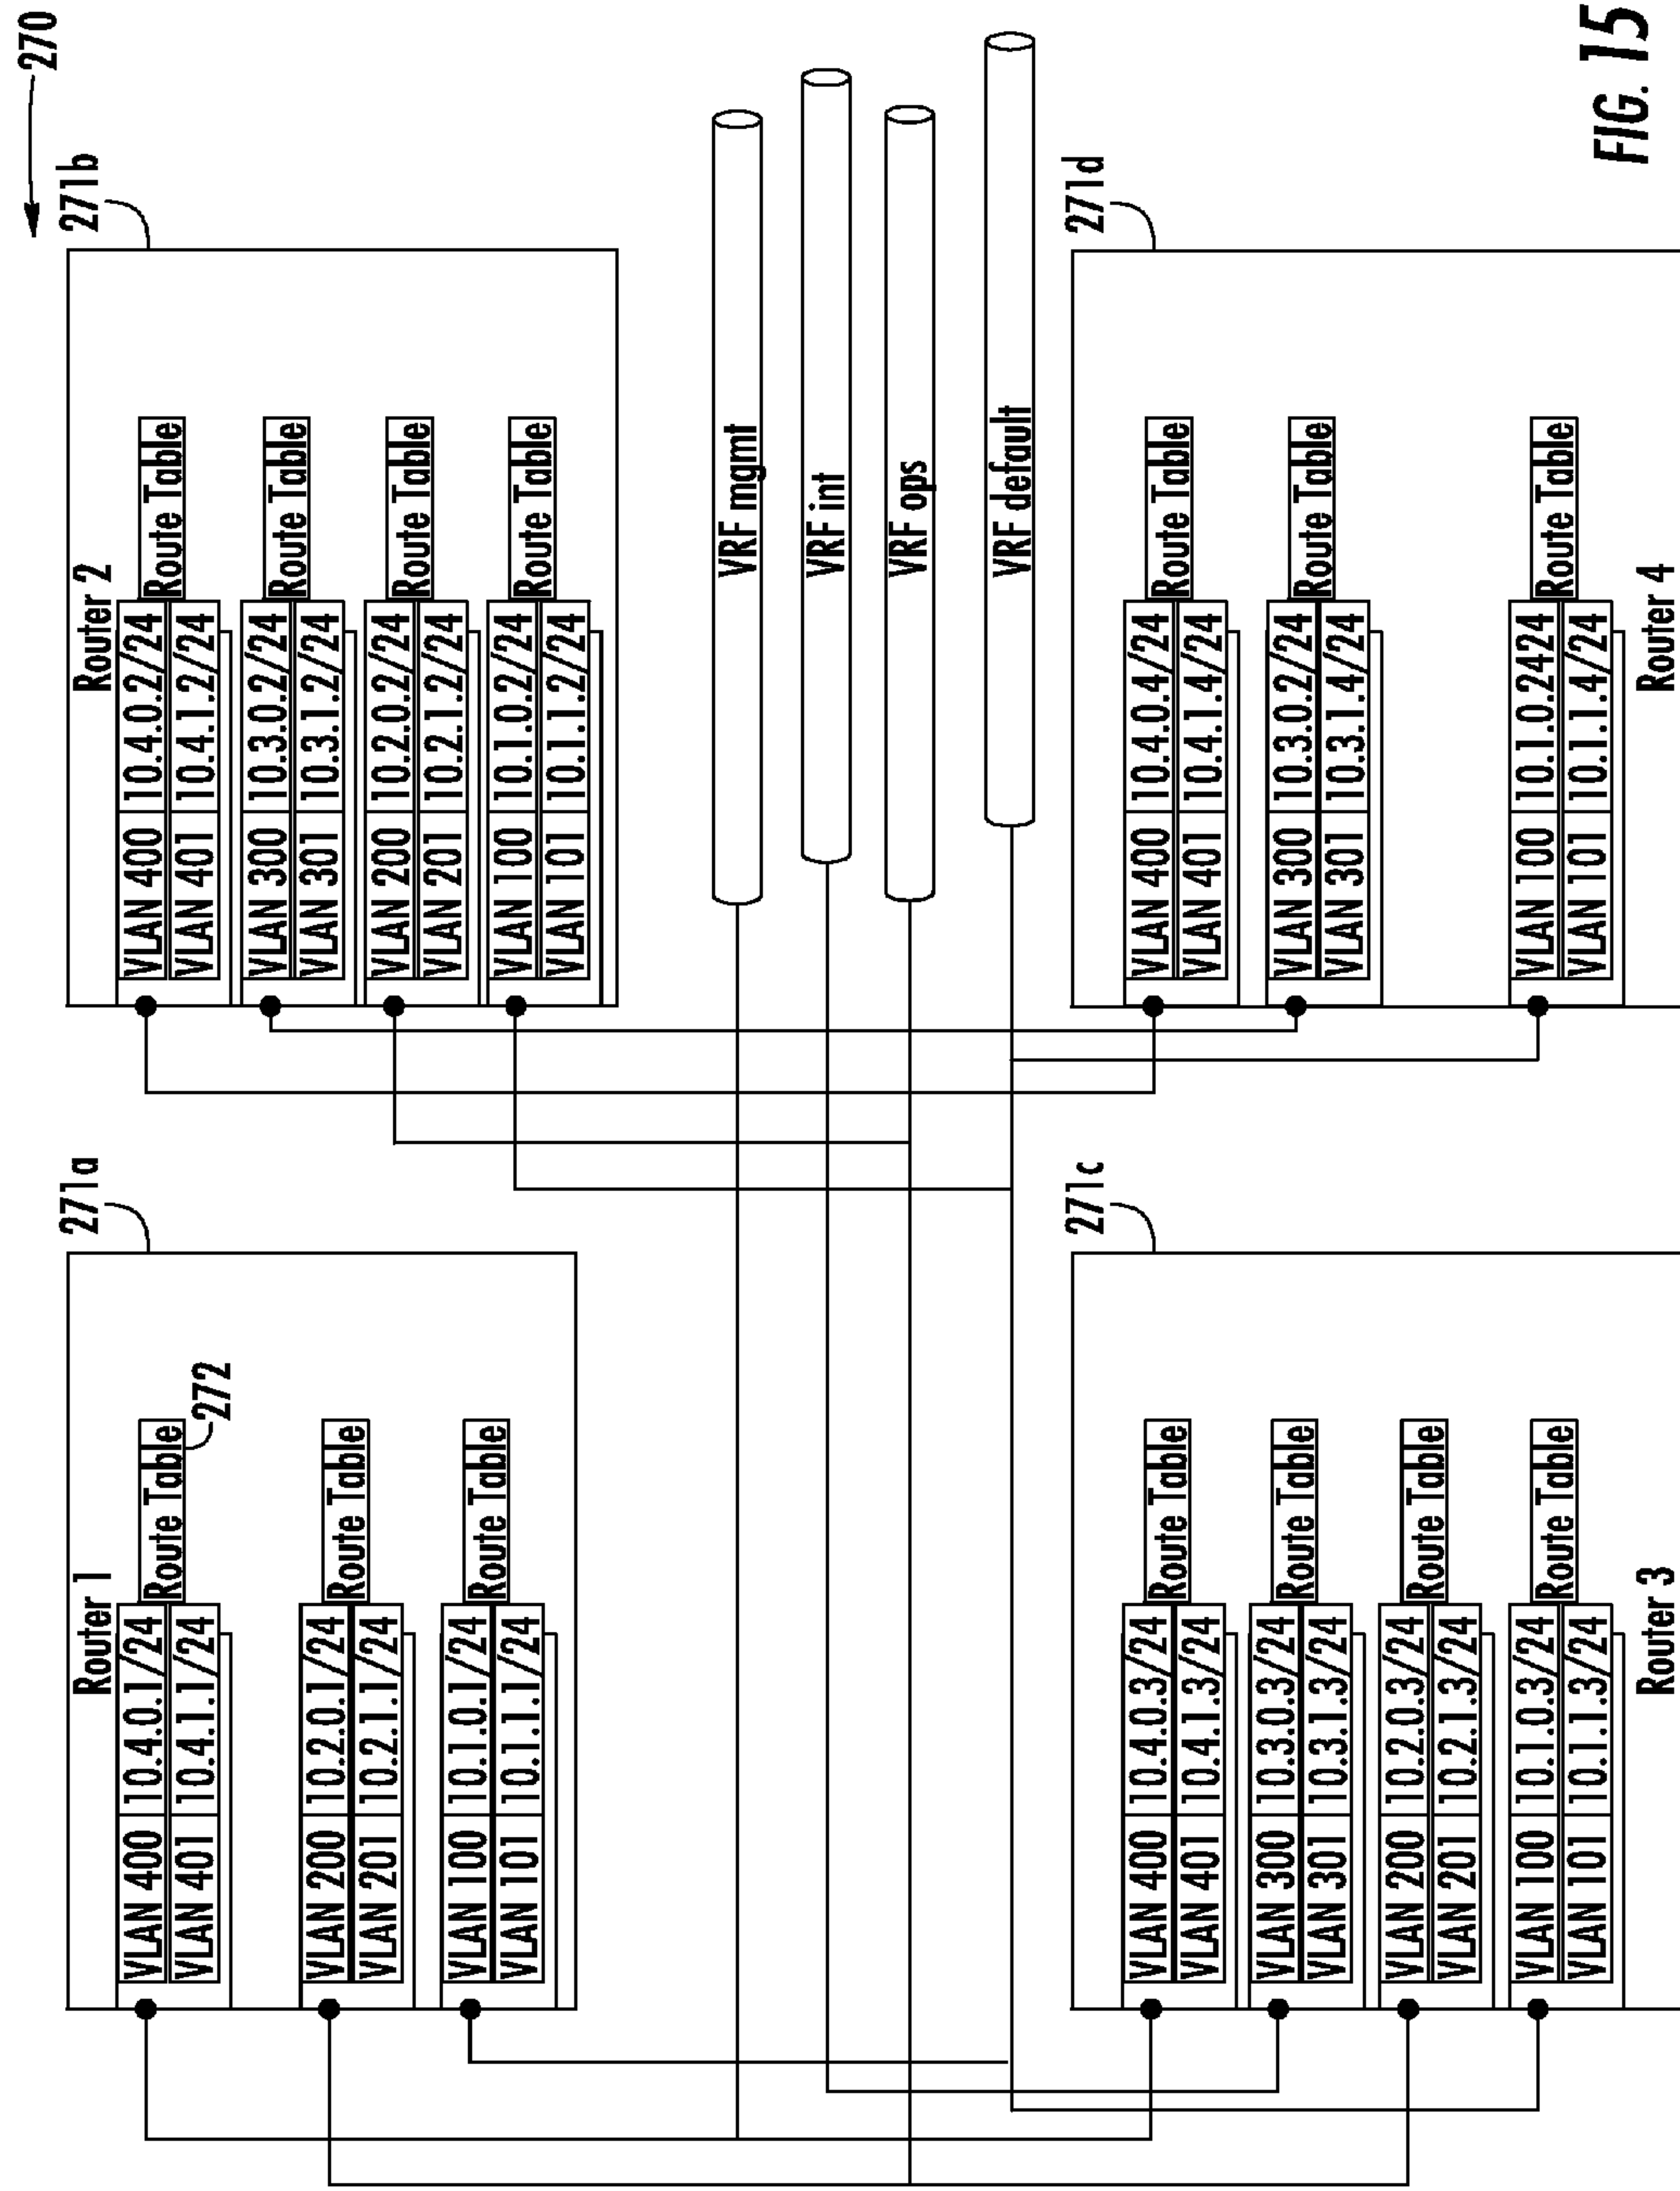 270
271a
Router 1
VLAN 400 10.4.0.1/24 Route Table
VLAN 401 10.4.1.1/24
272
VLAN 200 10.2.0.1/24 Route Table
VLAN 201 10.2.1.1/24
VLAN 100 10.1.0.1/24 Route Table
VLAN 101 10.1.1.1/24
271b
Router 2
VLAN 400 10.4.0.2/24 Route Table
VLAN 401 10.4.1.2/24
VLAN 300 10.3.0.2/24 Route Table
VLAN 301 10.3.1.2/24
VLAN 200 10.2.0.2/24 Route Table
VLAN 201 10.2.1.2/24
VLAN 100 10.1.0.2/24 Route Table
VLAN 101 10.1.1.2/24
VRF mgmt
VRF int
VRF ops
VRF default
271c
VLAN 400 10.4.0.3/24 Route Table
VLAN 401 10.4.1.3/24
VLAN 300 10.3.0.3/24 Route Table
VLAN 301 10.3.1.3/24
VLAN 200 10.2.0.3/24 Route Table
VLAN 201 10.2.1.3/24
VLAN 100 10.1.0.3/24 Route Table
VLAN 101 10.1.1.3/24
Router 3
271d
VLAN 400 10.4.0.4/24 Route Table
VLAN 401 10.4.1.4/24
VLAN 300 10.3.0.2/24 Route Table
VLAN 301 10.3.1.4/24
VLAN 100 10.1.0.2424 Route Table
VLAN 101 10.1.1.4/24
Router 4
FIG. 15